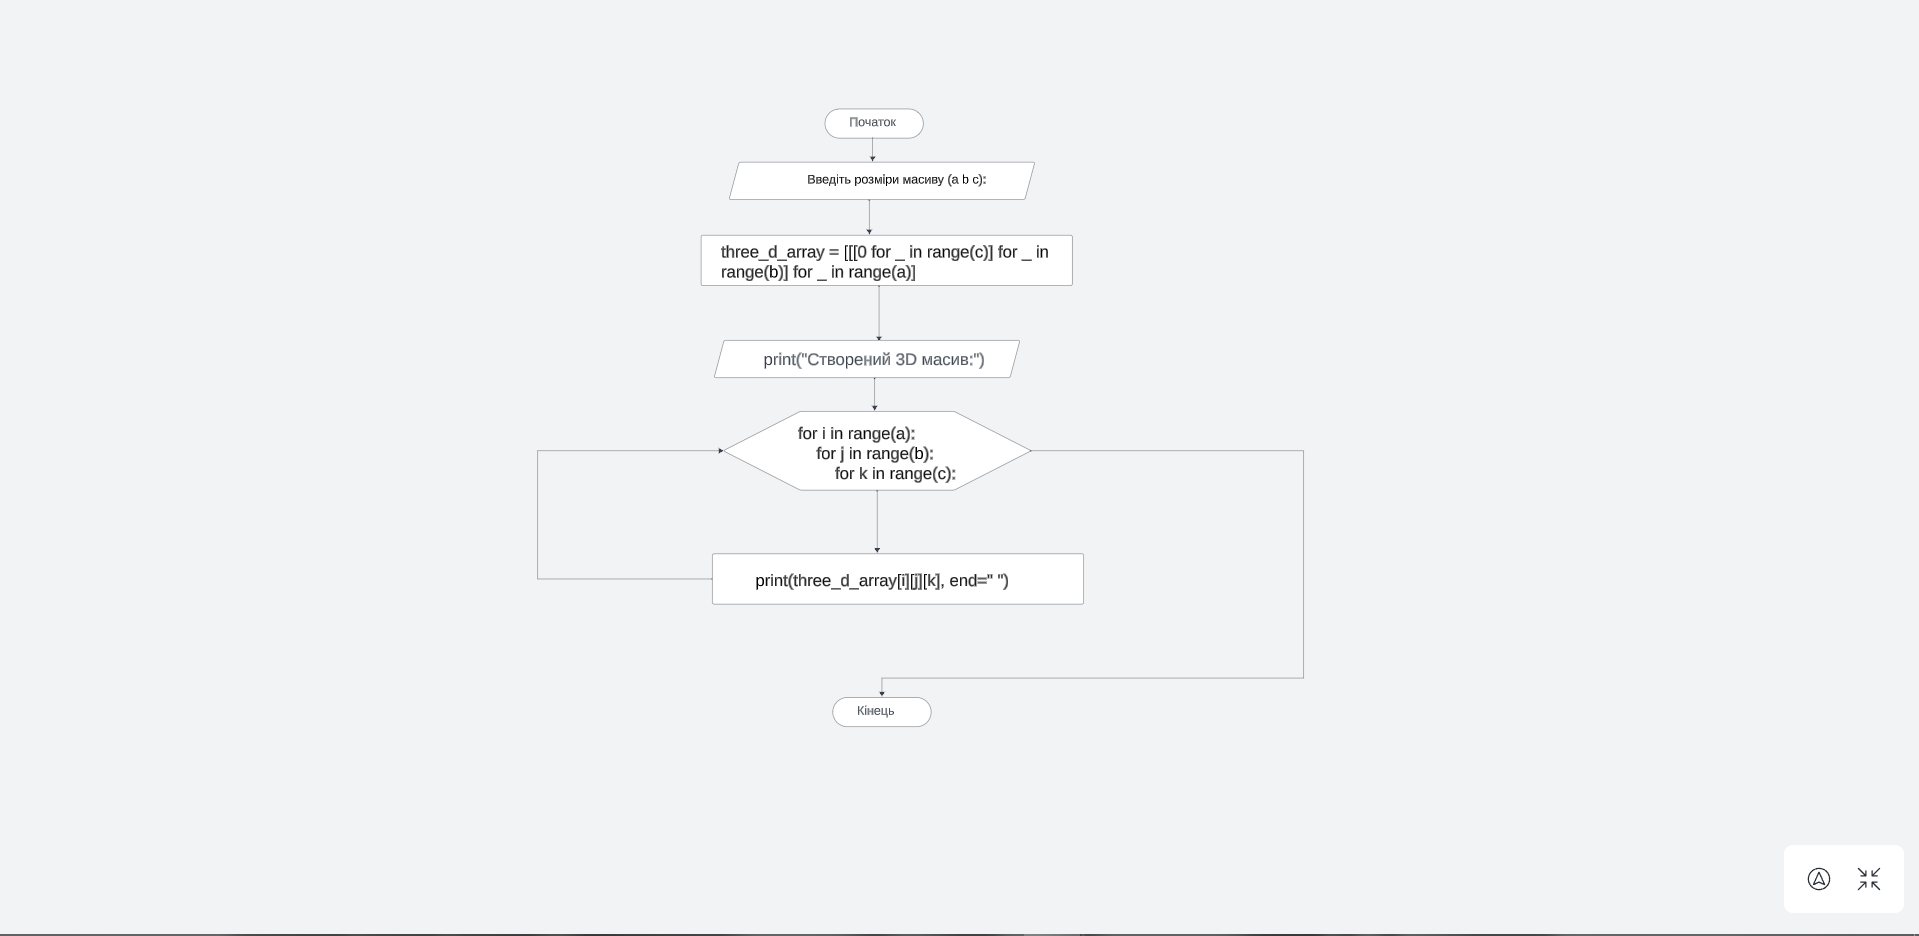 Початок
Введіть розміри масиву (a b c):
three_d_array = [[[0 for _ in range(c)] for _ in
range(b)] for _ in range(a)]
print("Створений 3D масив:")
for i in range(a):
for j in range(b):
for k in range(c):
print(three_d_array[i][j][k], end=" ")
Кінець